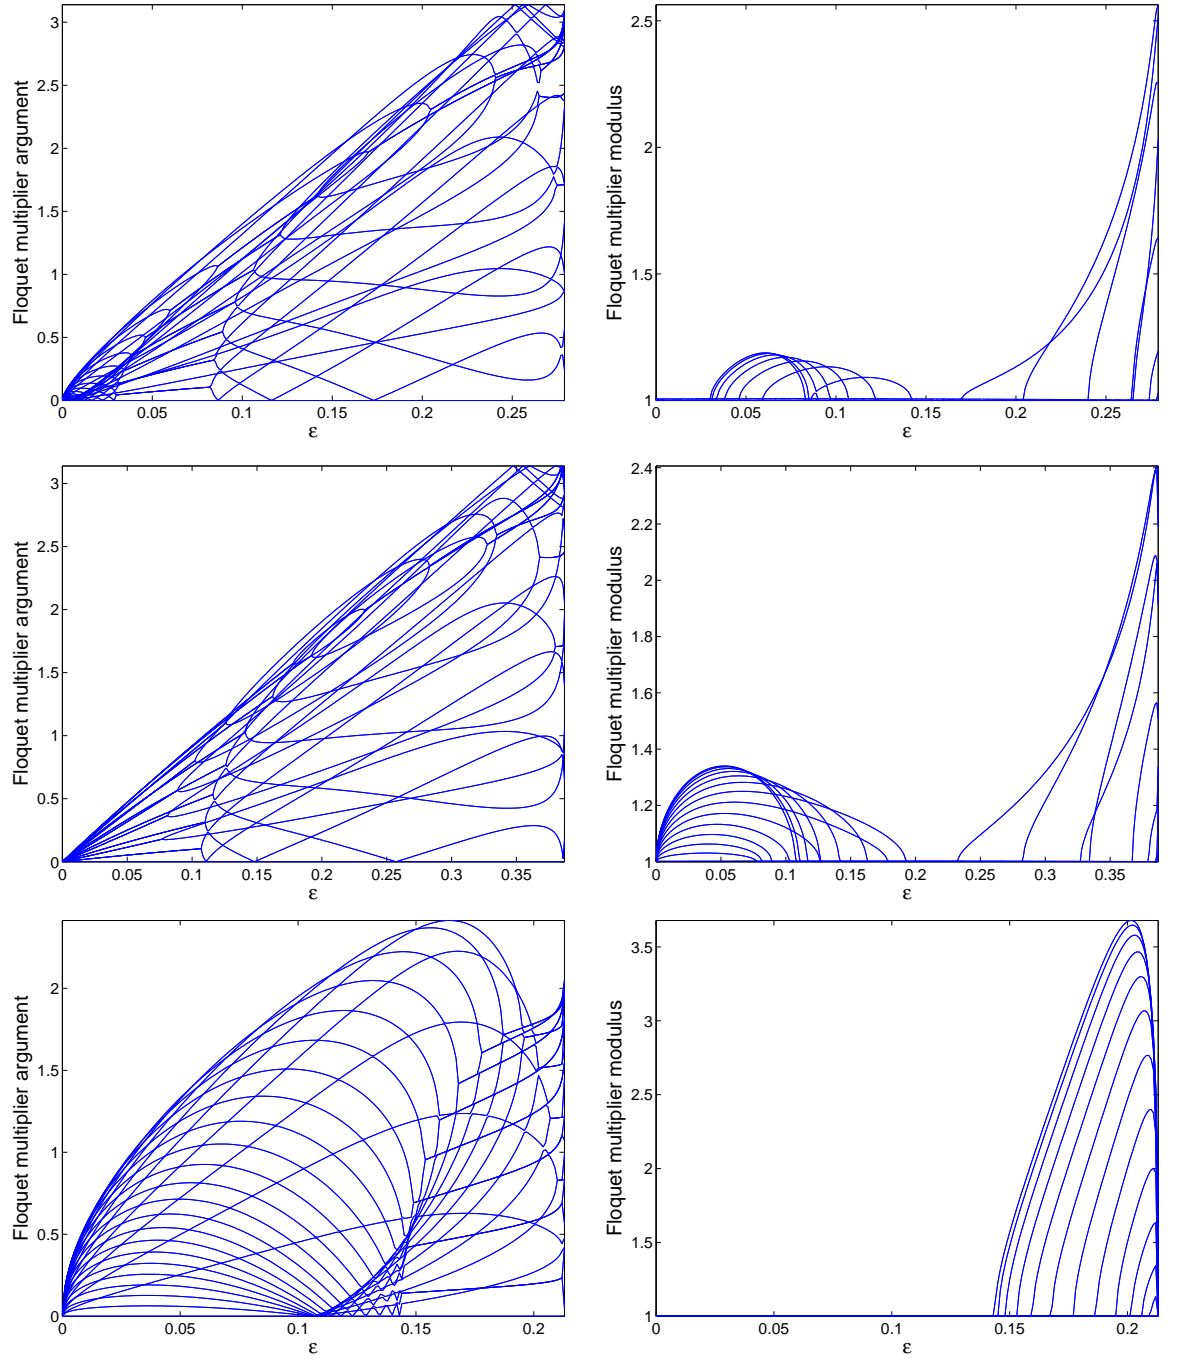 Floquet multiplier argument
3
2.5
2
1.5
1
0.5
0
0 0.05 0.1 0.15 0.2 0.25
ε
Floquet multiplier modulus
2.5
2
1.5
1
0 0.05 0.1 0.15 0.2 0.25
ε
Floquet multiplier argument
3
2.5
2
1.5
1
0.5
0
0 0.05 0.1 0.15 0.2 0.25 0.3 0.35
ε
Floquet multiplier modulus
2.4
2.2
2
1.8
1.6
1.4
1.2
1
0 0.05 0.1 0.15 0.2 0.25 0.3 0.35
ε
Floquet multiplier argument
2
1.5
1
0.5
0
0 0.05 0.1 0.15 0.2
ε
Floquet multiplier modulus
3.5
3
2.5
2
1.5
1
0 0.05 0.1 0.15 0.2
ε